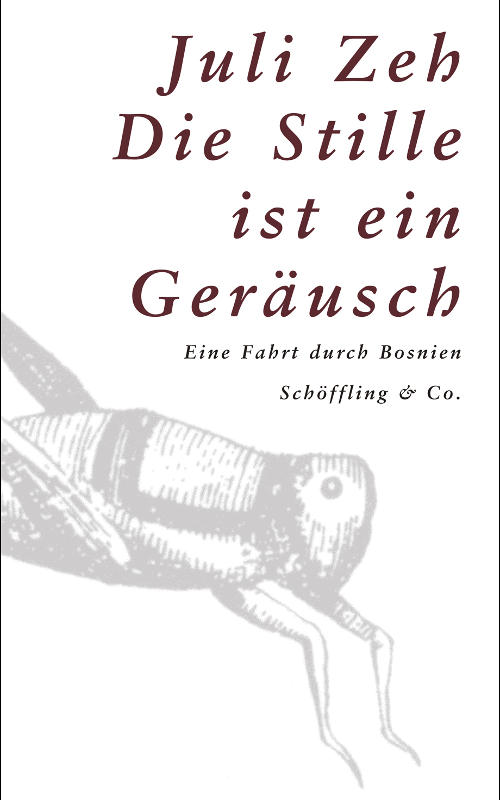 Juli Zeh
Die Stille
ist ein
Geräusch
Eine Fahrt durch Bosnien
Schöffling & Co.